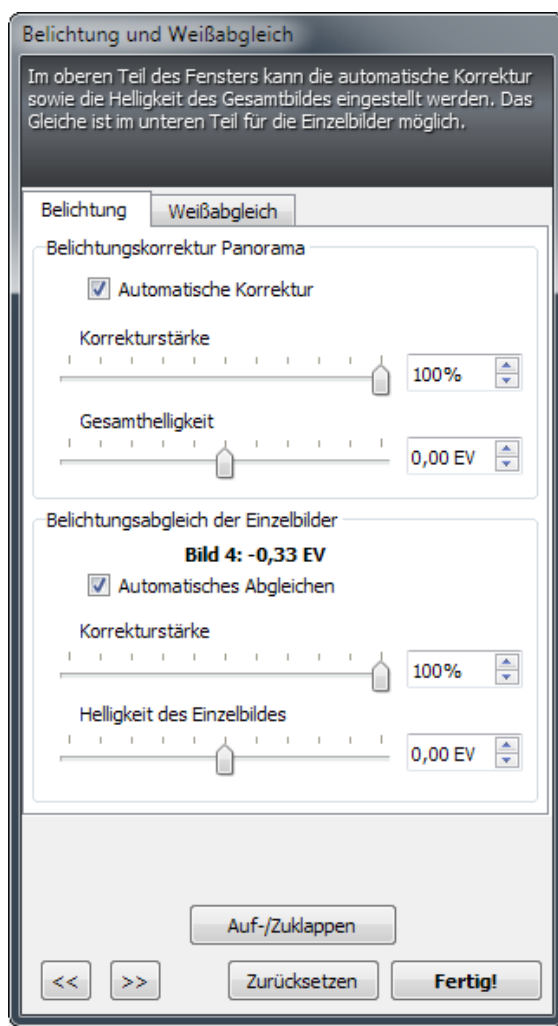 Belichtung und Weißabgleich
Im oberen Teil des Fensters kann die automatische Korrektur
sowie die Helligkeit des Gesamtbildes eingestellt werden. Das
Gleiche ist im unteren Teil für die Einzelbilder möglich.
Belichtung Weißabgleich
Belichtungskorrektur Panorama
Automatische Korrektur
Korrekturstärke
100%
Gesamthelligkeit
0,00 EV
Belichtungsabgleich der Einzelbilder
Bild 4: -0,33 EV
Automatisches Abgleichen
Korrekturstärke
100%
Helligkeit des Einzelbildes
0,00 EV
Auf-/Zuklappen
<< >> Zurücksetzen Fertig!